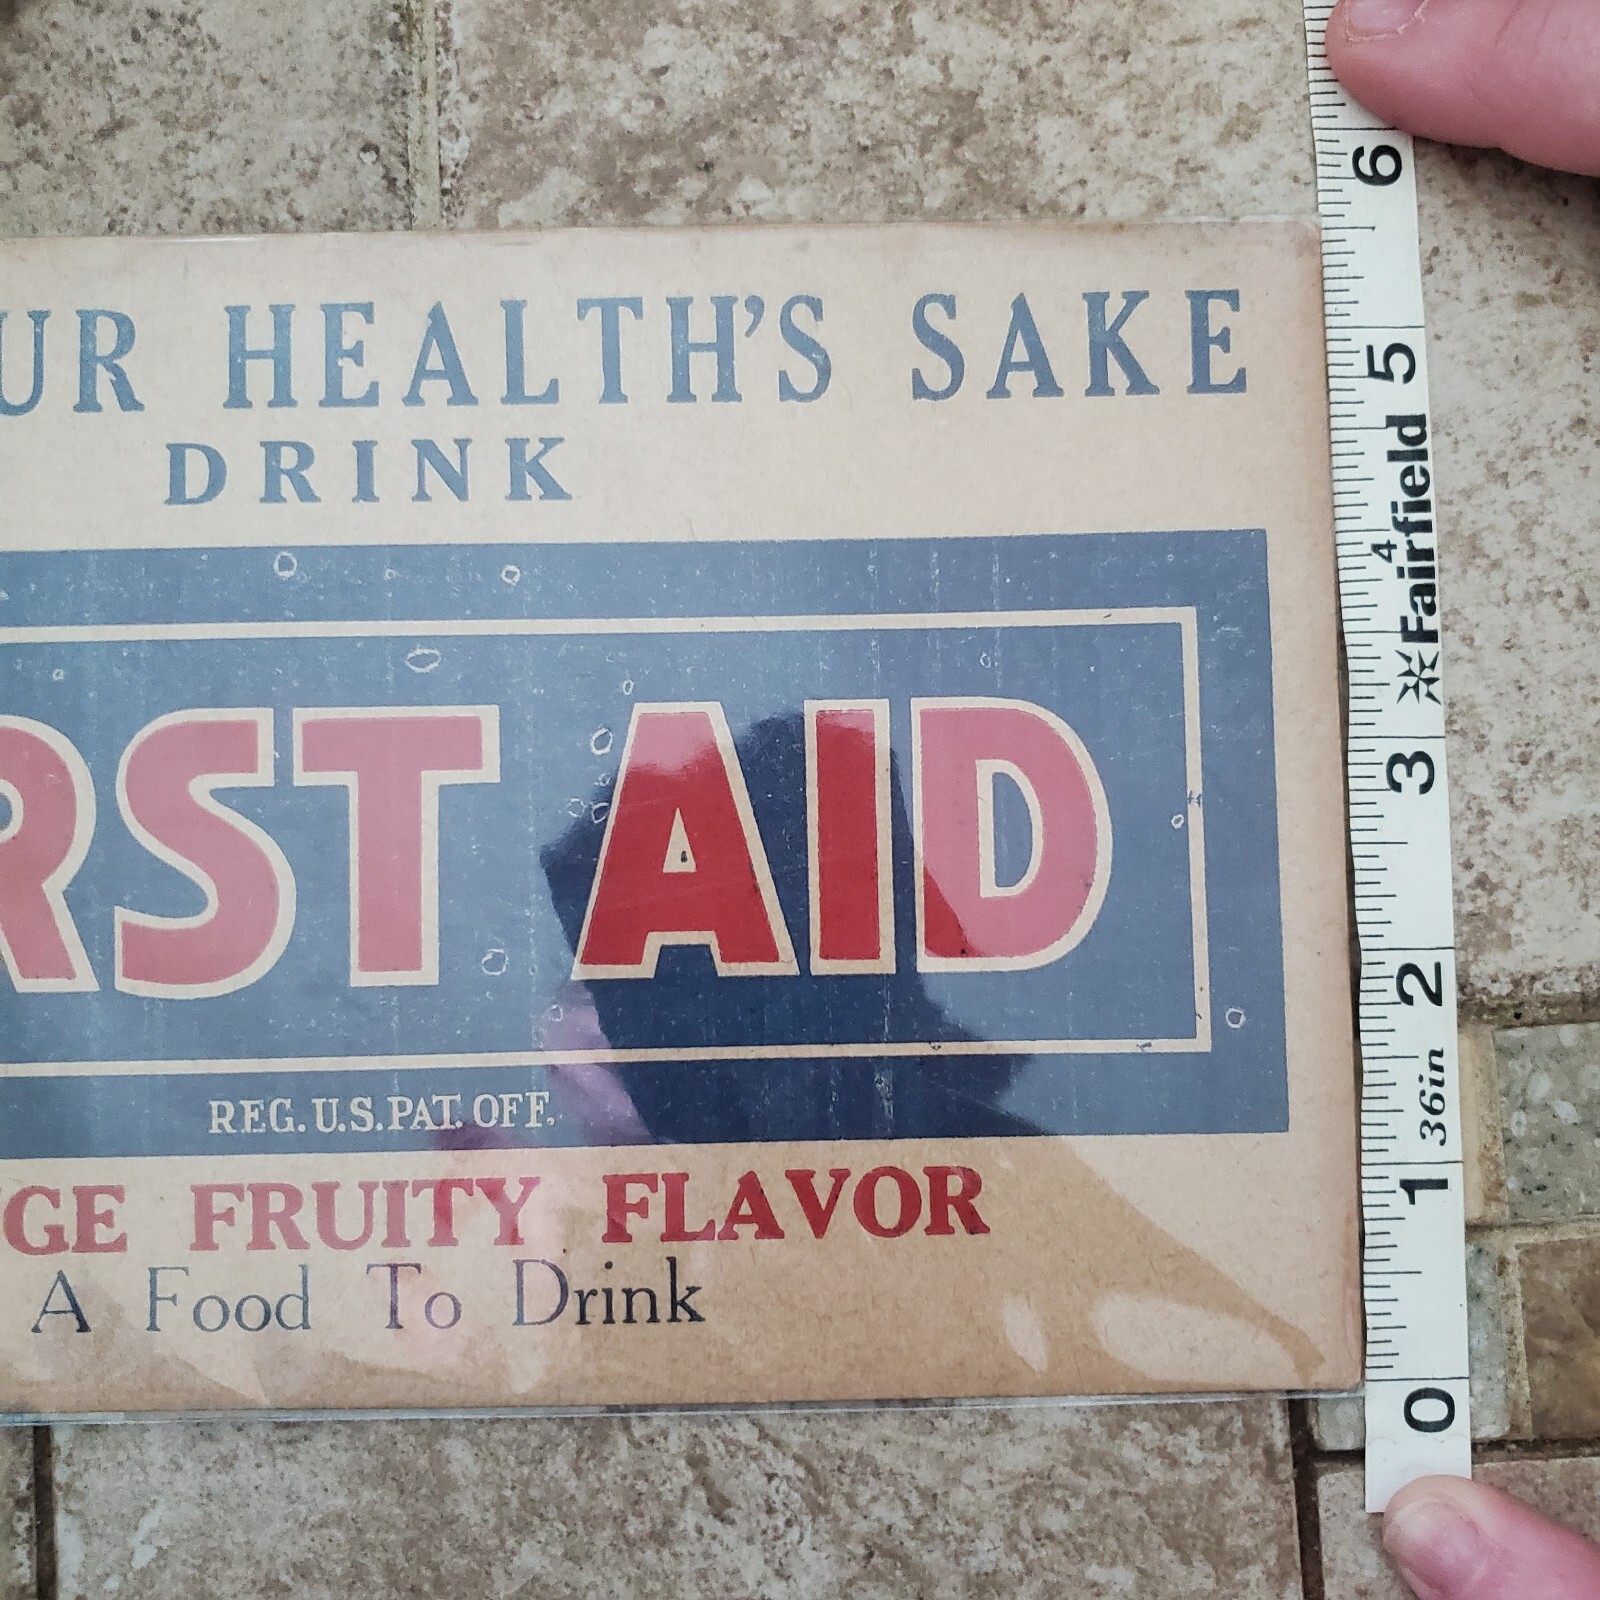 UR HEALTH'S SAKE
DRINK
RST AID
REG. U.S. PAT. OFF.
GE FRUITY FLAVOR
A Food To Drink
6
5
4
Fairfield
3
2
36in
1
0